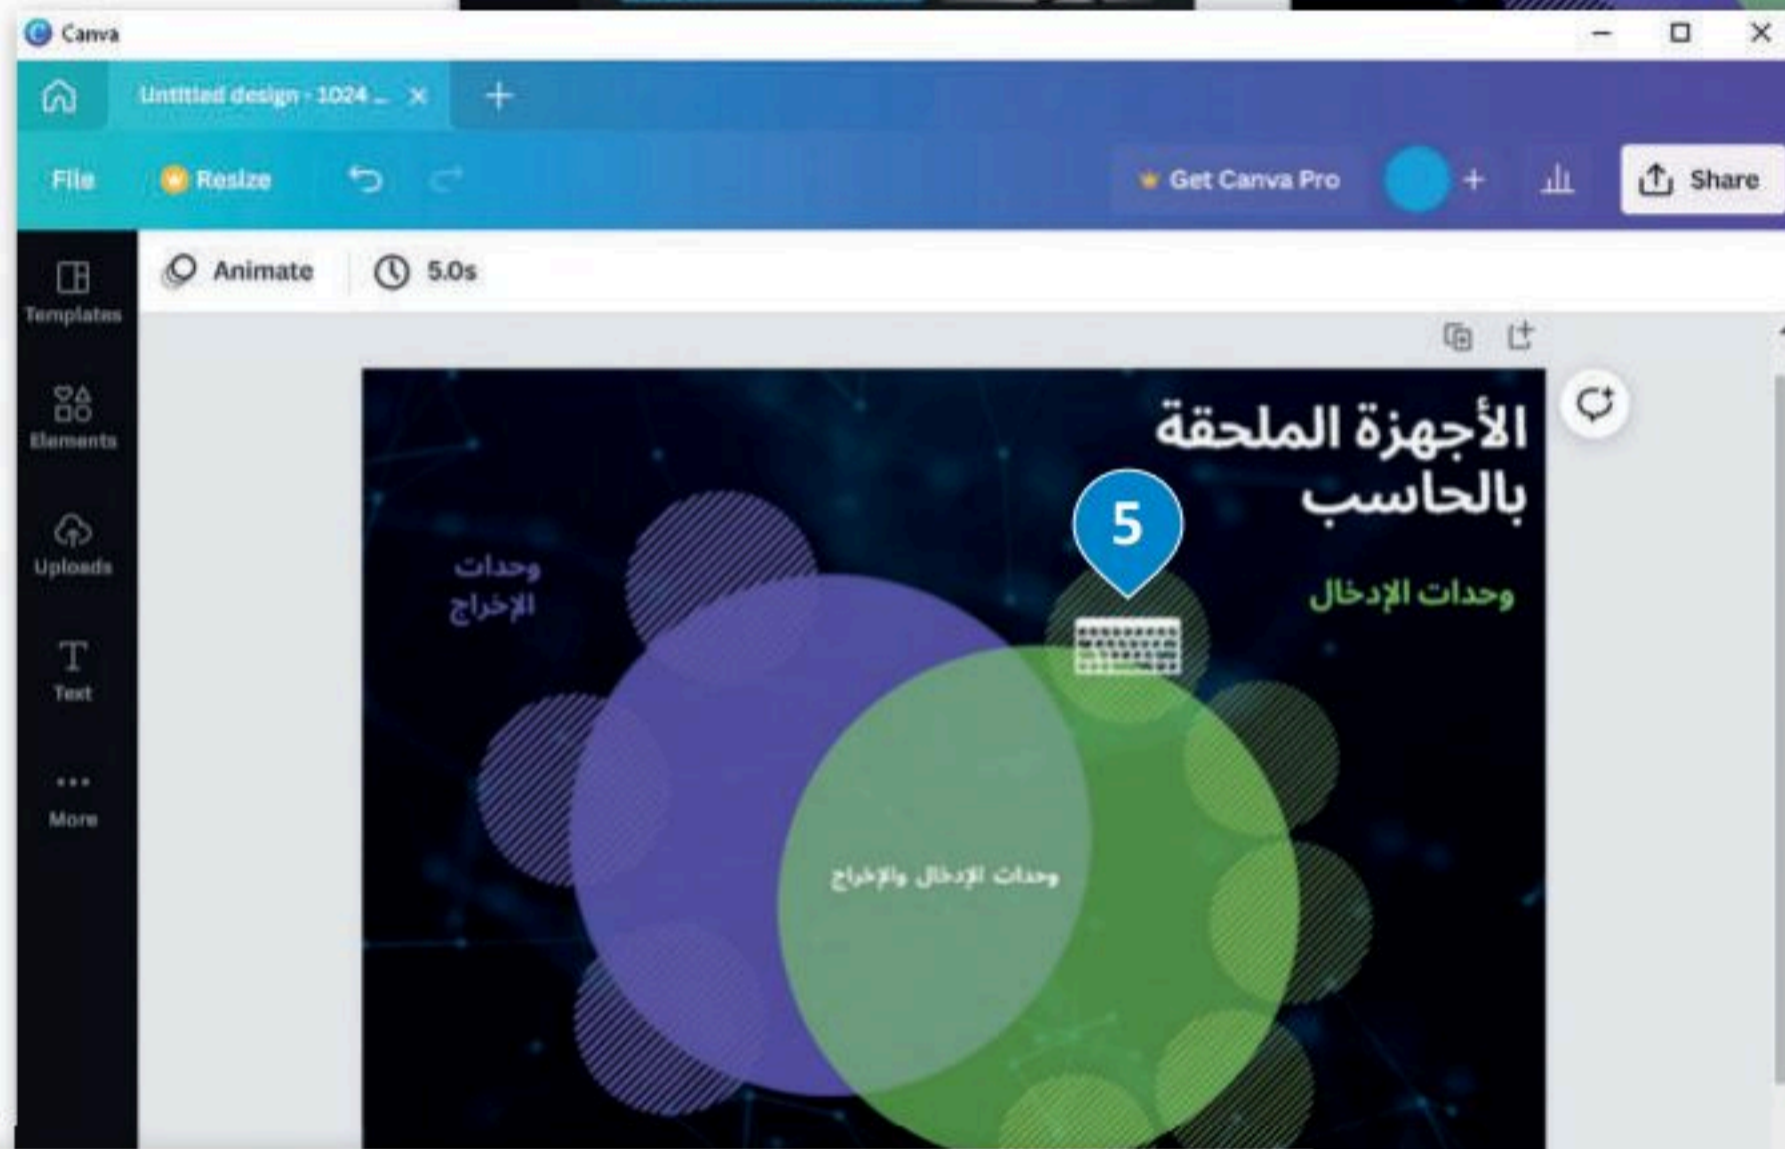 Canva
Untitled design - 1024 ...
File
Resize
Get Canva Pro
Share
Animate
5.0s
Templates
Elements
Uploads
Text
More
الأجهزة الملحقة
بالحاسب
5
وحدات الإدخال
وحدات
الإخراج
وحدات الإدخال والإخراج